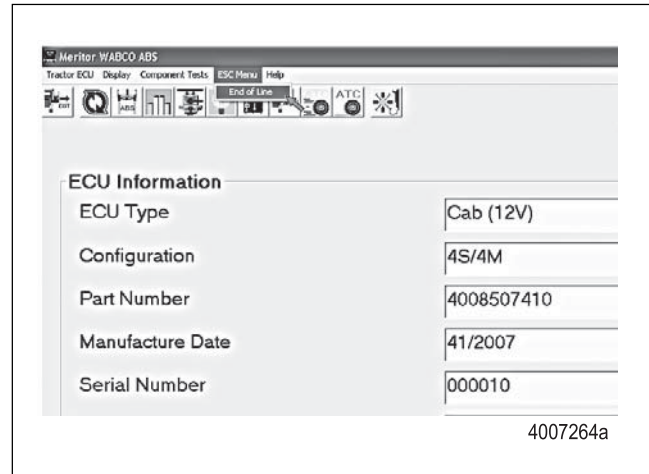 Meritor WABCO ABS
Tractor ECU Display Component Tests ESC Menu Help
End of Line
ABS
ATC
ECU Information
ECU Type Cab (12V)
Configuration 4S/4M
Part Number 4008507410
Manufacture Date 41/2007
Serial Number 000010
4007264a